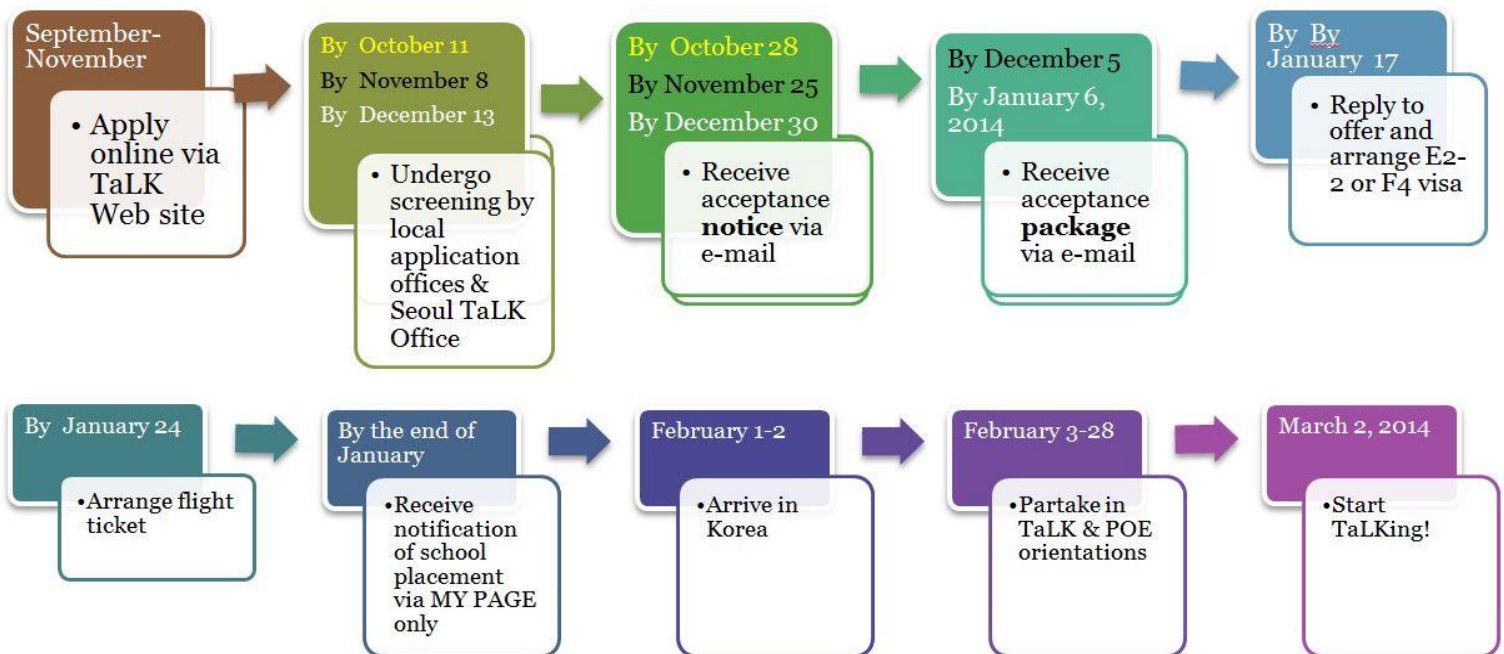 September-
November
• Apply
online via
TaLK
Web site
By October 11
By November 8
By December 13
• Undergo
screening by
local
application
offices &
Seoul TaLK
Office
By October 28
By November 25
By December 30
• Receive
acceptance
notice via
e-mail
By December 5
By January 6,
2014
• Receive
acceptance
package
via e-mail
By By
January 17
• Reply to
offer and
arrange E2-
2 or F4 visa
By January 24
•Arrange flight
ticket
By the end of
January
•Receive
notification
of school
placement
via MY PAGE
only
February 1-2
•Arrive in
Korea
February 3-28
•Partake in
TaLK & POE
orientations
March 2, 2014
•Start
TaLKing!